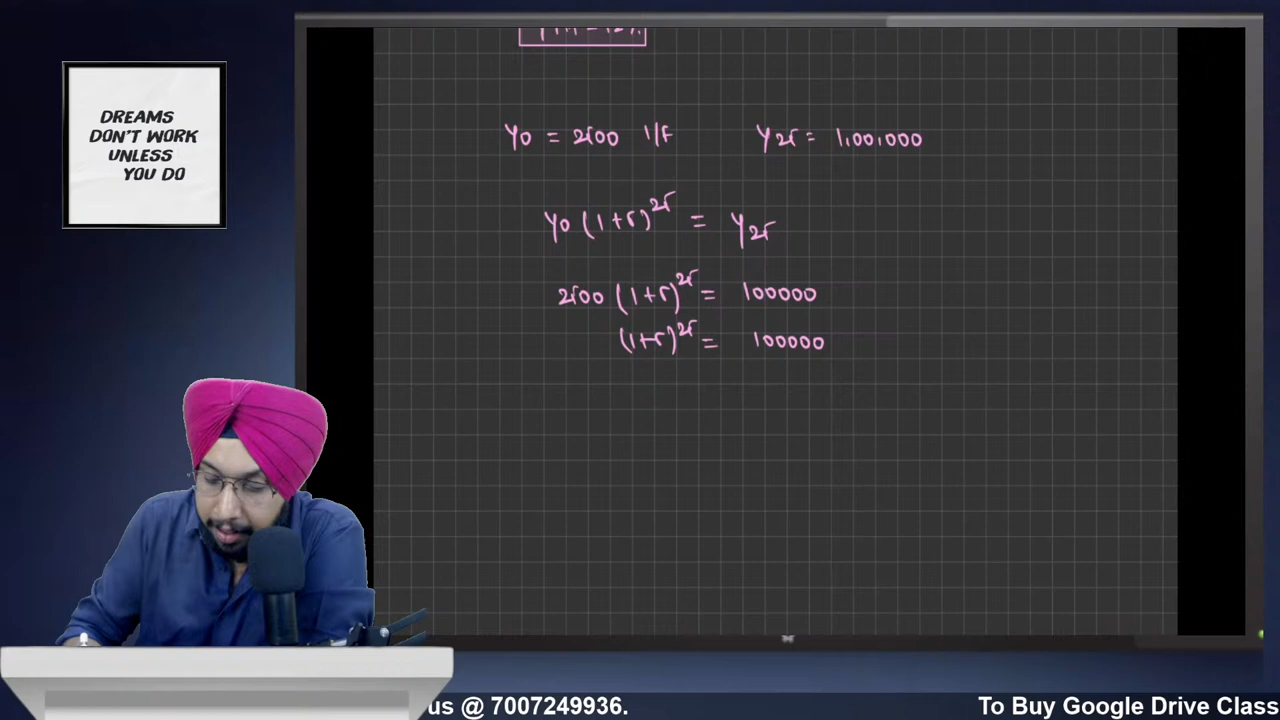 DREAMS
DON'T WORK
UNLESS
YOU DO
Y0 = 2500 1/F Y25 = 1,00,000
Y0 (1+r)^25 = Y25
2500 (1+r)^25 = 100000
(1+r)^25 = 100000
us @ 7007249936. To Buy Google Drive Class